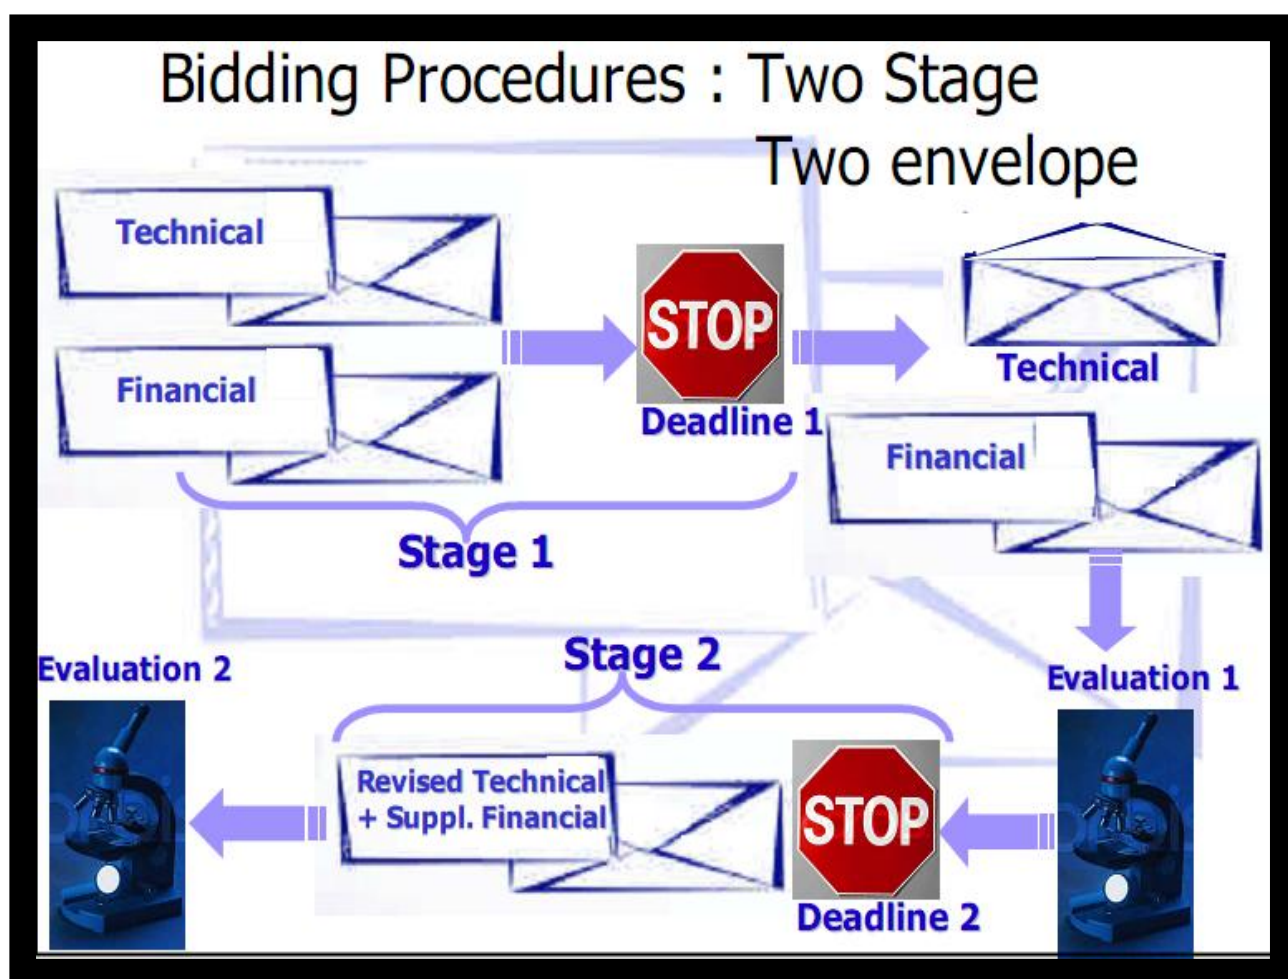 Bidding Procedures : Two Stage
Two envelope
Technical
Financial
STOP
Deadline 1
Technical
Financial
Stage 1
Stage 2
Evaluation 2
Evaluation 1
Revised Technical
+ Suppl. Financial
STOP
Deadline 2